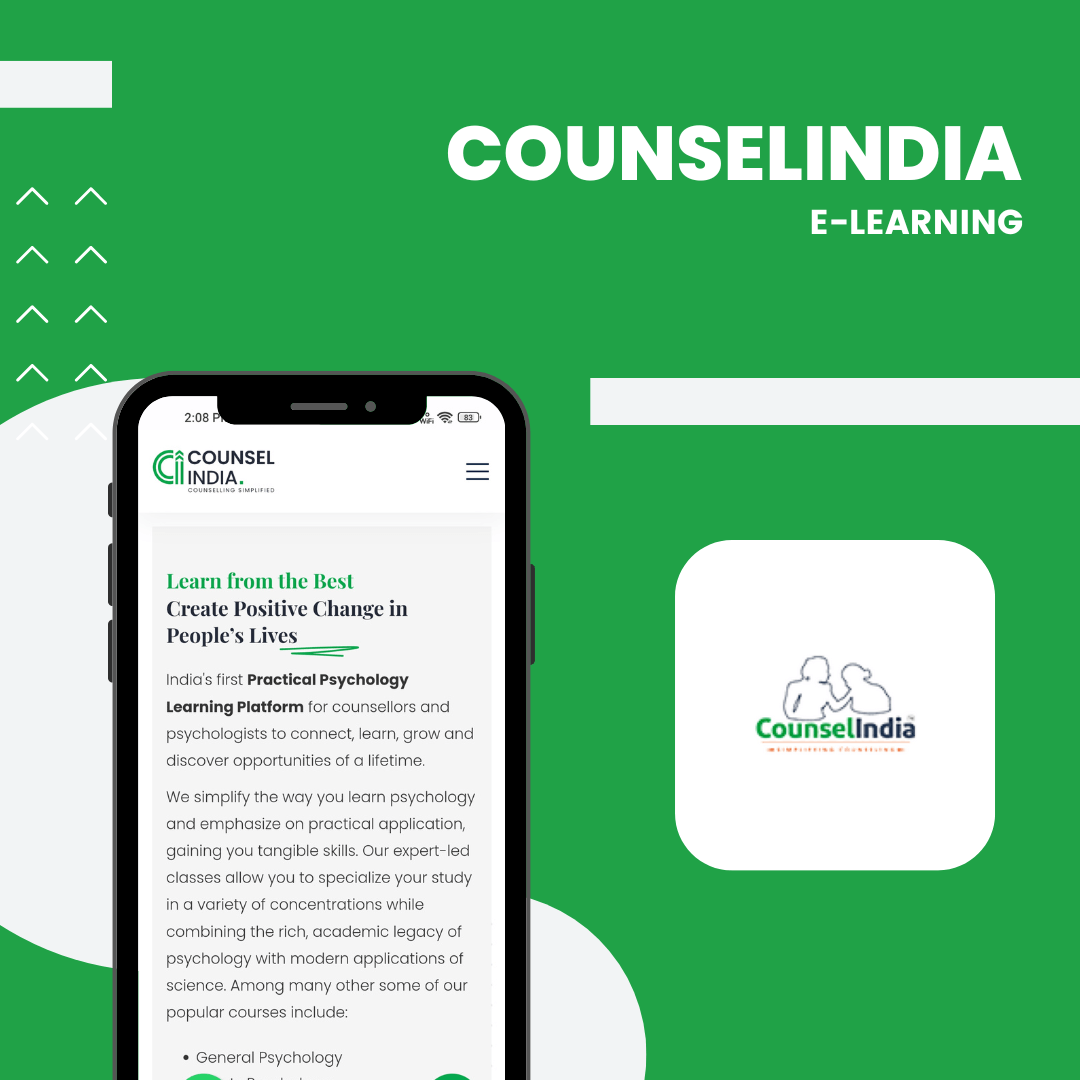 COUNSELINDIA
E-LEARNING
2:08 P
WiFi
83
COUNSEL
INDIA.
COUNSELLING SIMPLIFIED
Learn from the Best
Create Positive Change in
People’s Lives
India's first Practical Psychology
Learning Platform for counsellors and
psychologists to connect, learn, grow and
discover opportunities of a lifetime.
We simplify the way you learn psychology
and emphasize on practical application,
gaining you tangible skills. Our expert-led
classes allow you to specialize your study
in a variety of concentrations while
combining the rich, academic legacy of
psychology with modern applications of
science. Among many other some of our
popular courses include:
• General Psychology
CounselIndia
SIMPLIFYING COUNSELING